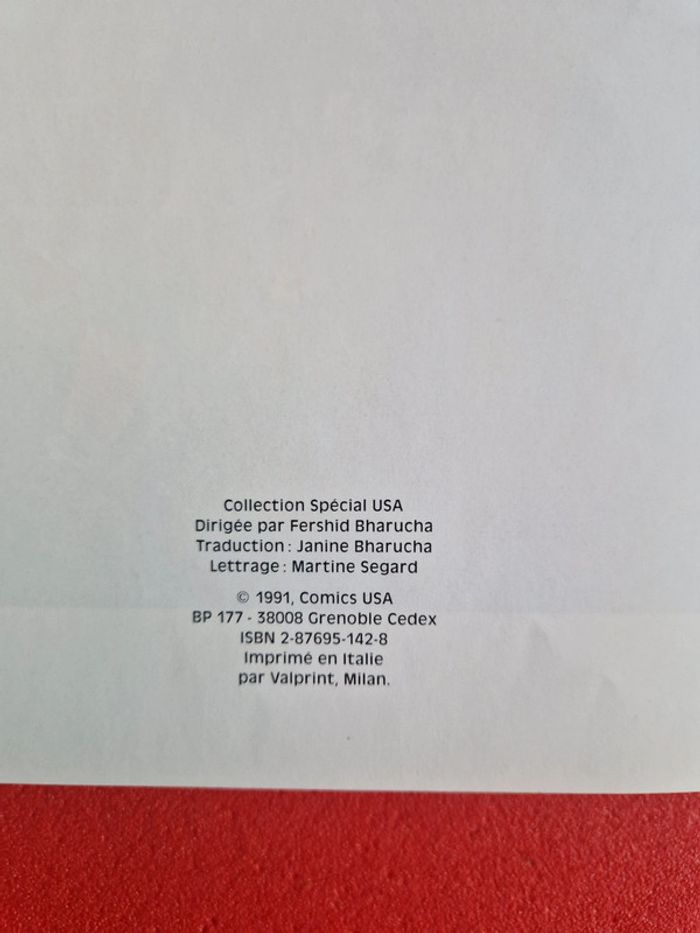 Collection Spécial USA
Dirigée par Fershid Bharucha
Traduction : Janine Bharucha
Lettrage : Martine Segard
© 1991, Comics USA
BP 177 - 38008 Grenoble Cedex
ISBN 2-87695-142-8
Imprimé en Italie
par Valprint, Milan.